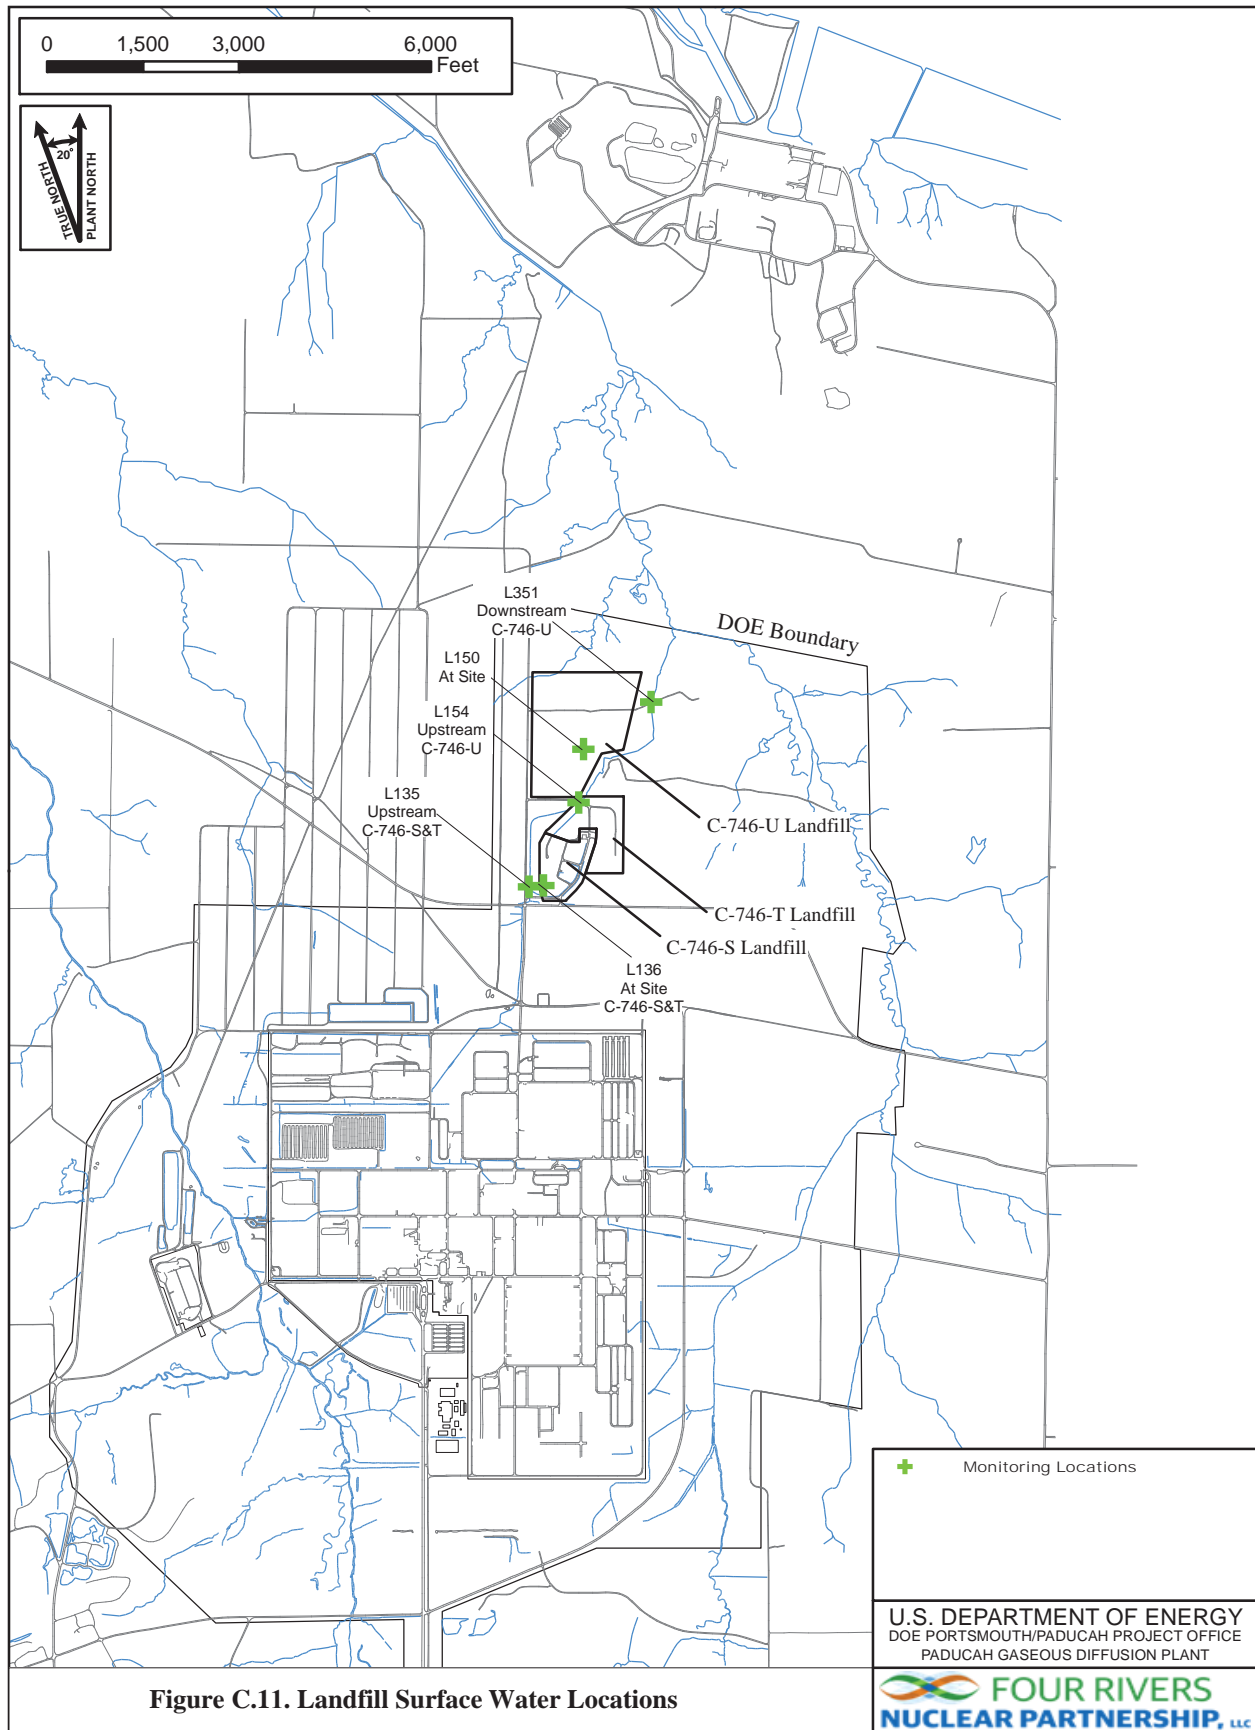 0 1,500 3,000 6,000
Feet
20°
TRUE NORTH
PLANT NORTH
L351
Downstream
C-746-U
DOE Boundary
L150
At Site
L154
Upstream
C-746-U
L135
Upstream
C-746-S&T
C-746-U Landfill
C-746-T Landfill
C-746-S Landfill
L136
At Site
C-746-S&T
Monitoring Locations
U.S. DEPARTMENT OF ENERGY
DOE PORTSMOUTH/PADUCAH PROJECT OFFICE
PADUCAH GASEOUS DIFFUSION PLANT
Figure C.11. Landfill Surface Water Locations
FOUR RIVERS
NUCLEAR PARTNERSHIP, LLC